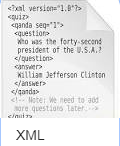 <?xml version="1.0"?>
<quiz>
<qanda seq="1">
<question>
Who was the forty-second
president of the U.S.A.?
</question>
<answer>
William Jefferson Clinton
</answer>
</qanda>
<!-- Note: We need to add
more questions later.-->
</quiz>
XML